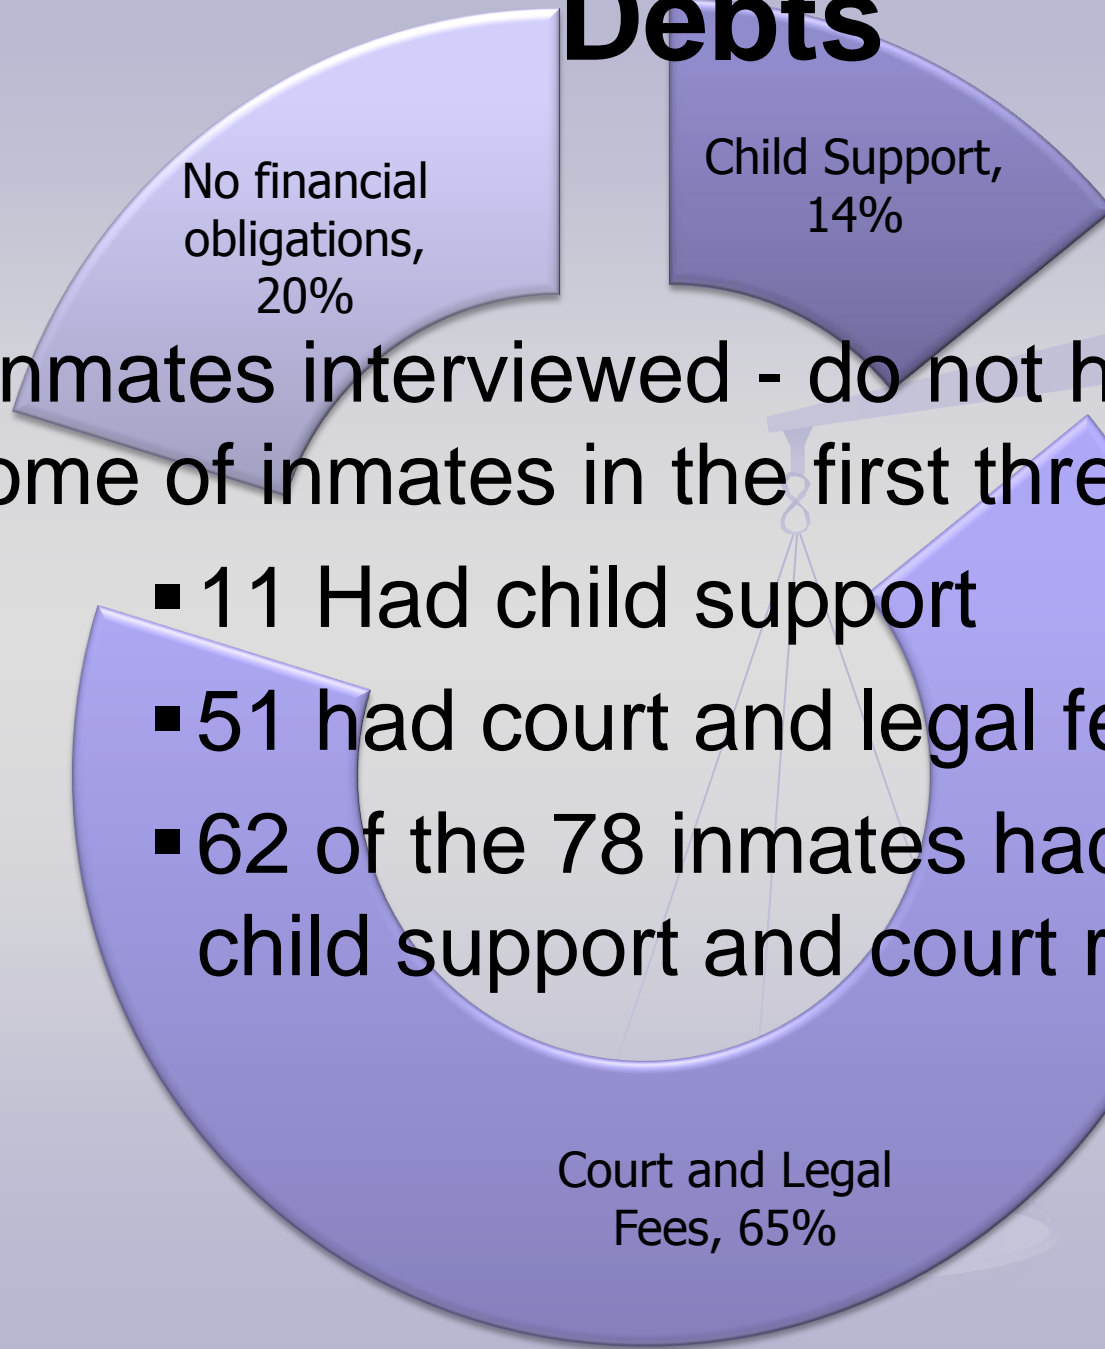 Debts
No financial
obligations,
20%
Child Support,
14%
nmates interviewed - do not h
ome of inmates in the first thre
▪11 Had child support
▪51 had court and legal fe
▪62 of the 78 inmates had
child support and court r
Court and Legal
Fees, 65%